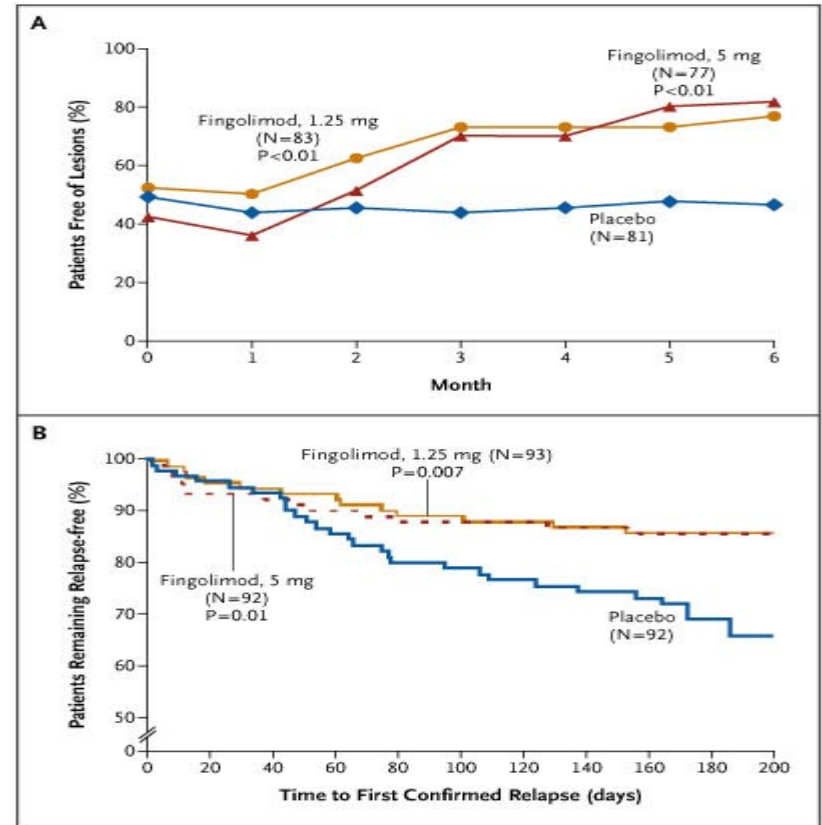 A
100
80
60
40
20
0
Patients Free of Lesions (%)
Fingolimod, 1.25 mg
(N=83)
P<0.01
Fingolimod, 5 mg
(N=77)
P<0.01
Placebo
(N=81)
0 1 2 3 4 5 6
Month
B
100
90
80
70
60
50
0
Patients Remaining Relapse-free (%)
Fingolimod, 1.25 mg (N=93)
P=0.007
Fingolimod, 5 mg
(N=92)
P=0.01
Placebo
(N=92)
0 20 40 60 80 100 120 140 160 180 200
Time to First Confirmed Relapse (days)